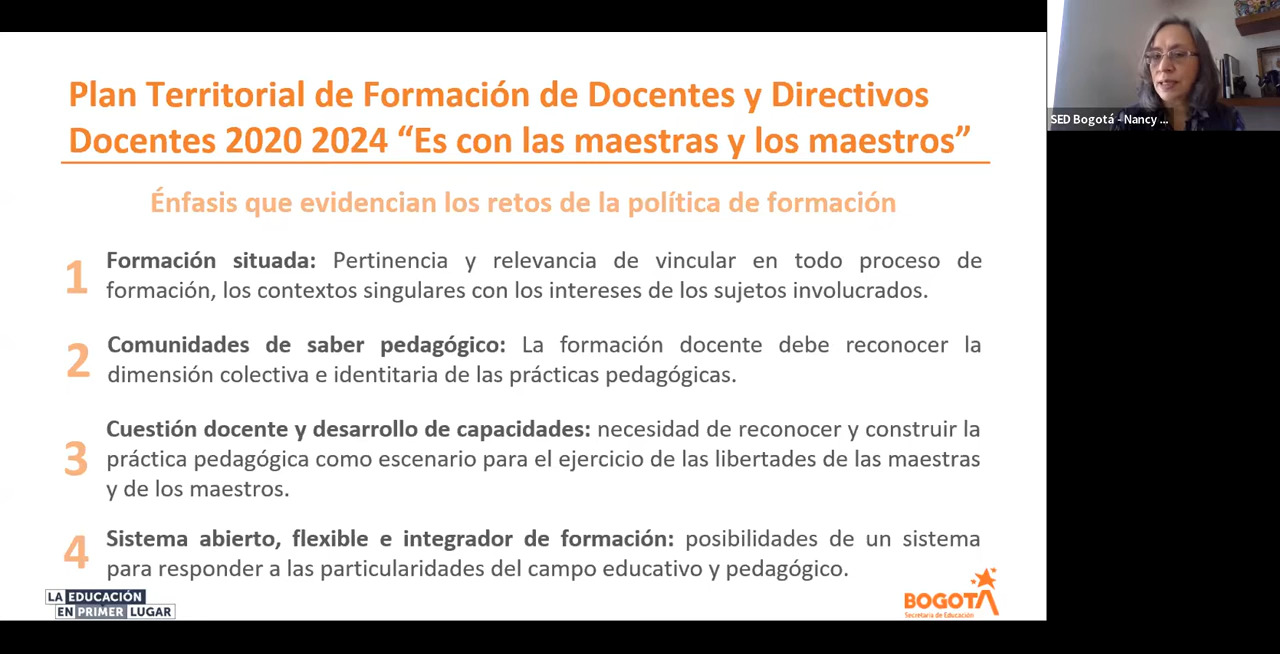 Plan Territorial de Formación de Docentes y Directivos
Docentes 2020 2024 “Es con las maestras y los maestros”
Énfasis que evidencian los retos de la política de formación
1
Formación situada: Pertinencia y relevancia de vincular en todo proceso de
formación, los contextos singulares con los intereses de los sujetos involucrados.
2
Comunidades de saber pedagógico: La formación docente debe reconocer la
dimensión colectiva e identitaria de las prácticas pedagógicas.
3
Cuestión docente y desarrollo de capacidades: necesidad de reconocer y construir la
práctica pedagógica como escenario para el ejercicio de las libertades de las maestras
y de los maestros.
4
Sistema abierto, flexible e integrador de formación: posibilidades de un sistema
para responder a las particularidades del campo educativo y pedagógico.
LA EDUCACIÓN
EN PRIMER LUGAR
BOGOTÁ
Secretaría de Educación
SED Bogotá - Nancy ...